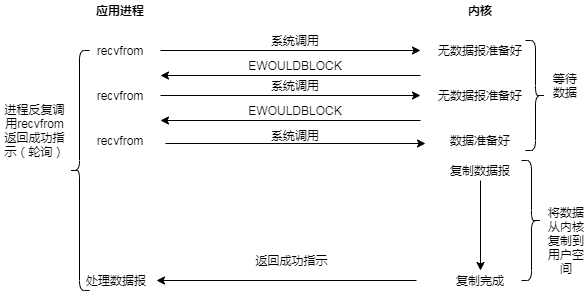 应用进程 内核
系统调用
recvfrom 无数据报准备好
EWOULDBLOCK
系统调用
recvfrom 无数据报准备好
EWOULDBLOCK
系统调用
recvfrom 数据准备好
等待
数据
进程反复调
用recvfrom
返回成功指
示（轮询）
复制数据报
将数据
从内核
复制到
用户空
间
返回成功指示
处理数据报 复制完成